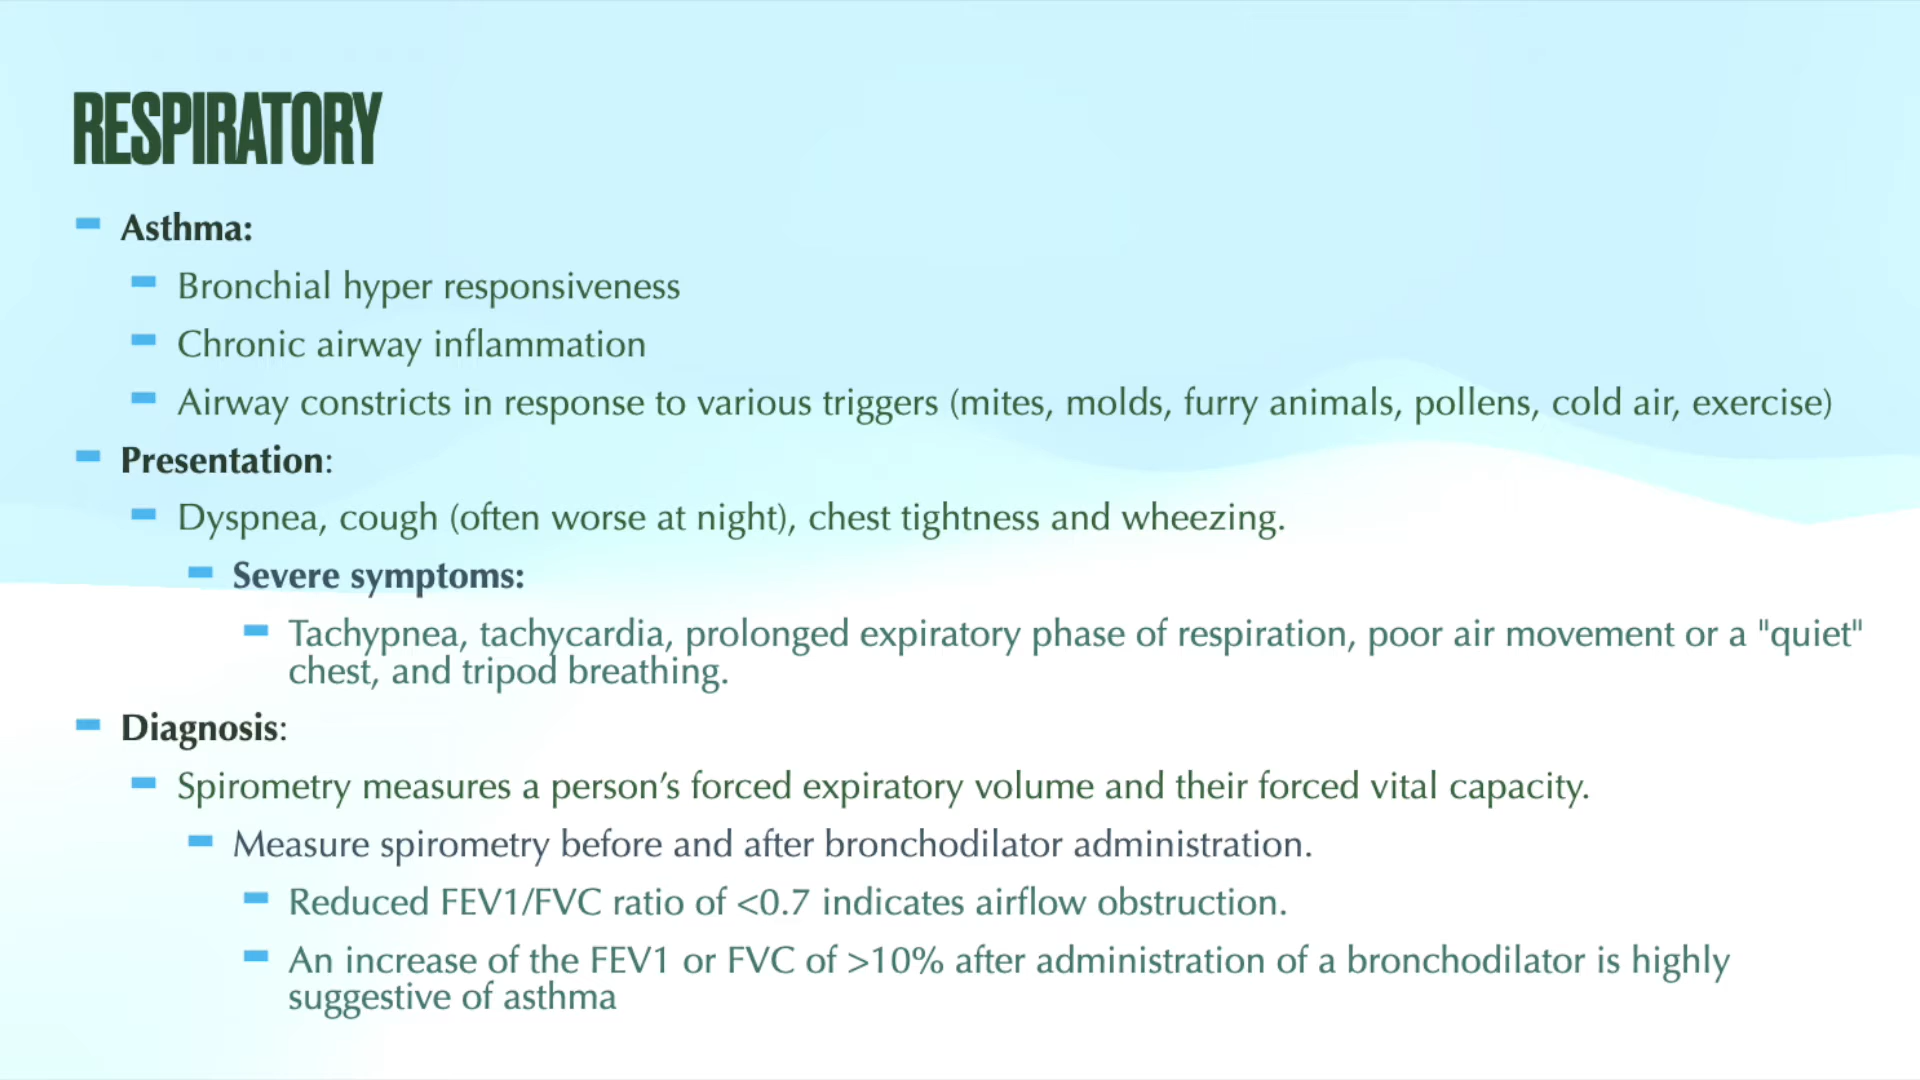 RESPIRATORY
Asthma:
Bronchial hyper responsiveness
Chronic airway inflammation
Airway constricts in response to various triggers (mites, molds, furry animals, pollens, cold air, exercise)
Presentation:
Dyspnea, cough (often worse at night), chest tightness and wheezing.
Severe symptoms:
Tachypnea, tachycardia, prolonged expiratory phase of respiration, poor air movement or a "quiet"
chest, and tripod breathing.
Diagnosis:
Spirometry measures a person’s forced expiratory volume and their forced vital capacity.
Measure spirometry before and after bronchodilator administration.
Reduced FEV1/FVC ratio of <0.7 indicates airflow obstruction.
An increase of the FEV1 or FVC of >10% after administration of a bronchodilator is highly
suggestive of asthma